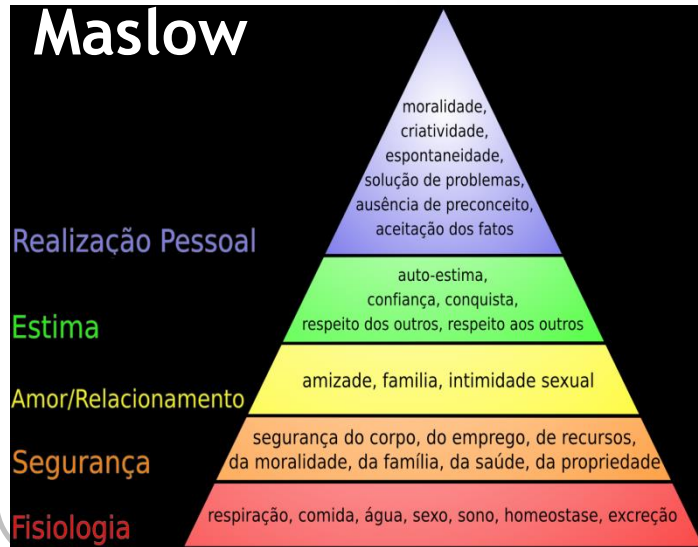 Maslow
moralidade,
criatividade,
espontaneidade,
solução de problemas,
ausência de preconceito,
aceitação dos fatos
Realização Pessoal
auto-estima,
confiança, conquista,
respeito dos outros, respeito aos outros
Estima
amizade, familia, intimidade sexual
Amor/Relacionamento
segurança do corpo, do emprego, de recursos,
da moralidade, da família, da saúde, da propriedade
Segurança
respiração, comida, água, sexo, sono, homeostase, excreção
Fisiologia